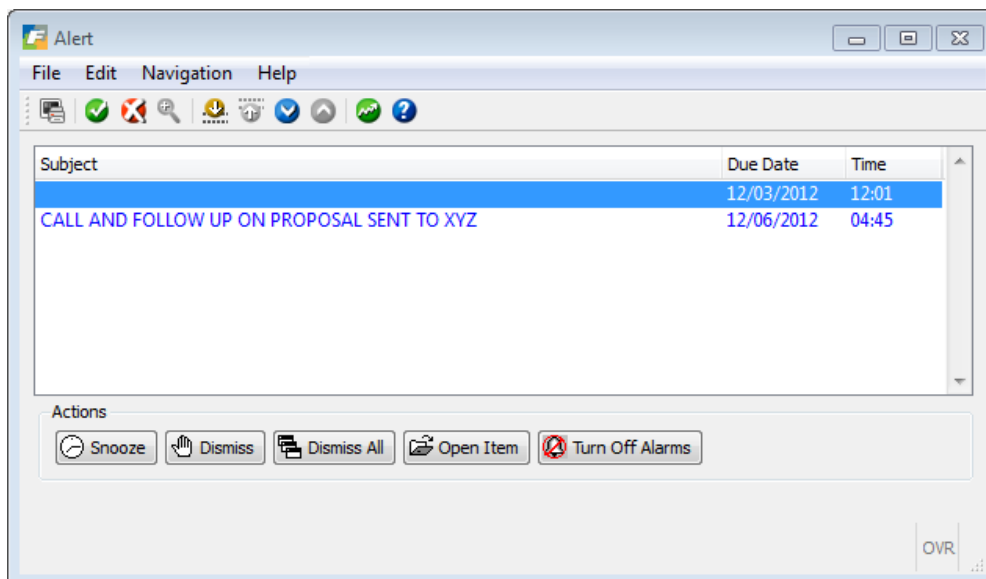 Alert
File Edit Navigation Help
Subject Due Date Time
12/03/2012 12:01
CALL AND FOLLOW UP ON PROPOSAL SENT TO XYZ 12/06/2012 04:45
Actions
Snooze Dismiss Dismiss All Open Item Turn Off Alarms
OVR